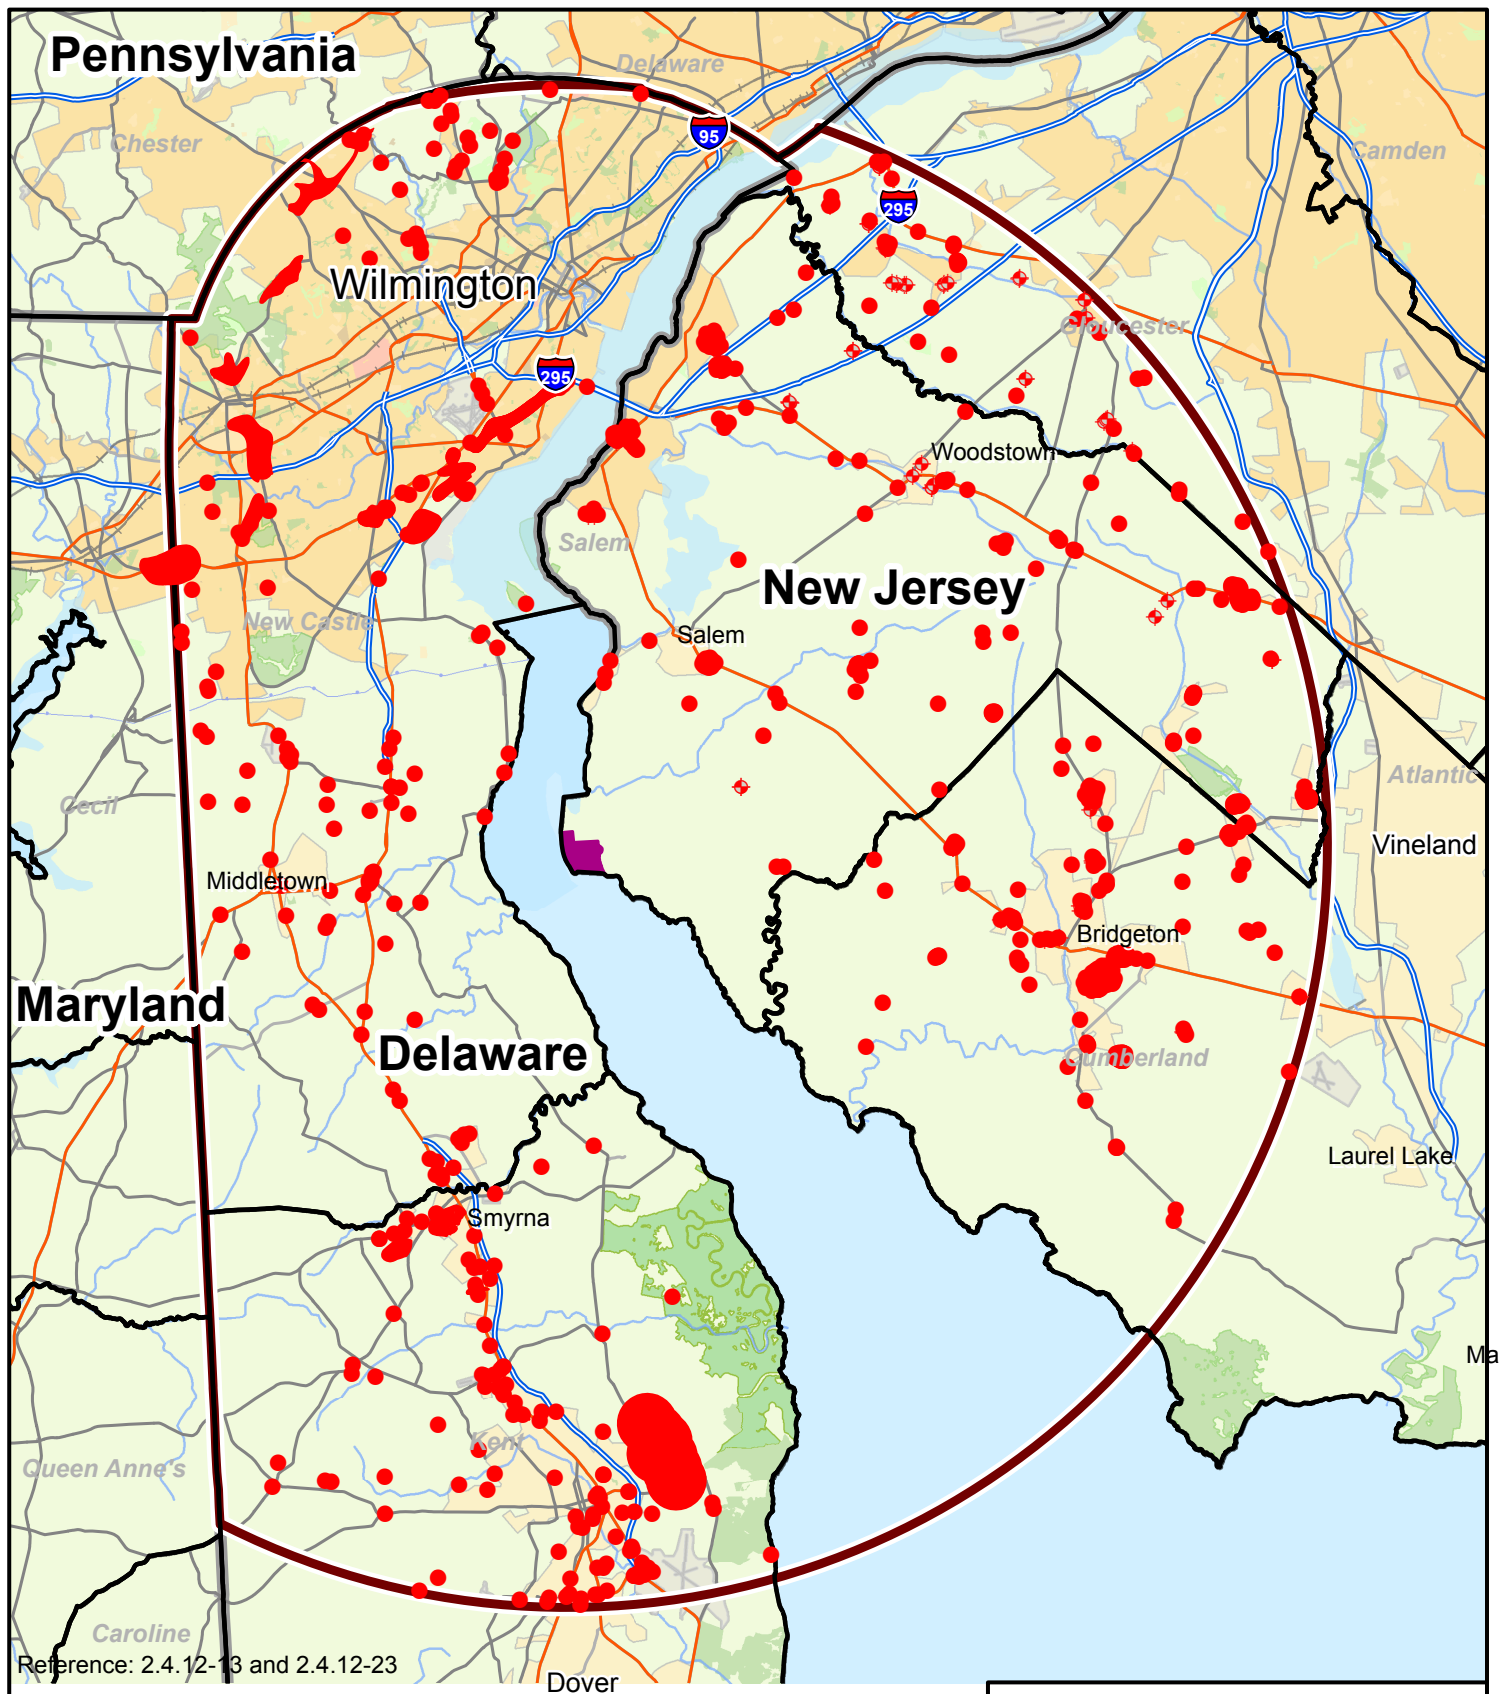 Pennsylvania
Delaware
95
Chester
Camden
295
Wilmington
Gloucester
295
Woodstown
Salem
New Jersey
New Castle
Salem
Atlantic
Cecil
Vineland
Middletown
Bridgeton
Maryland
Delaware
Cumberland
Laurel Lake
Smyrna
Ma
Kent
Queen Anne's
Caroline
Reference: 2.4.12-13 and 2.4.12-23
Dover